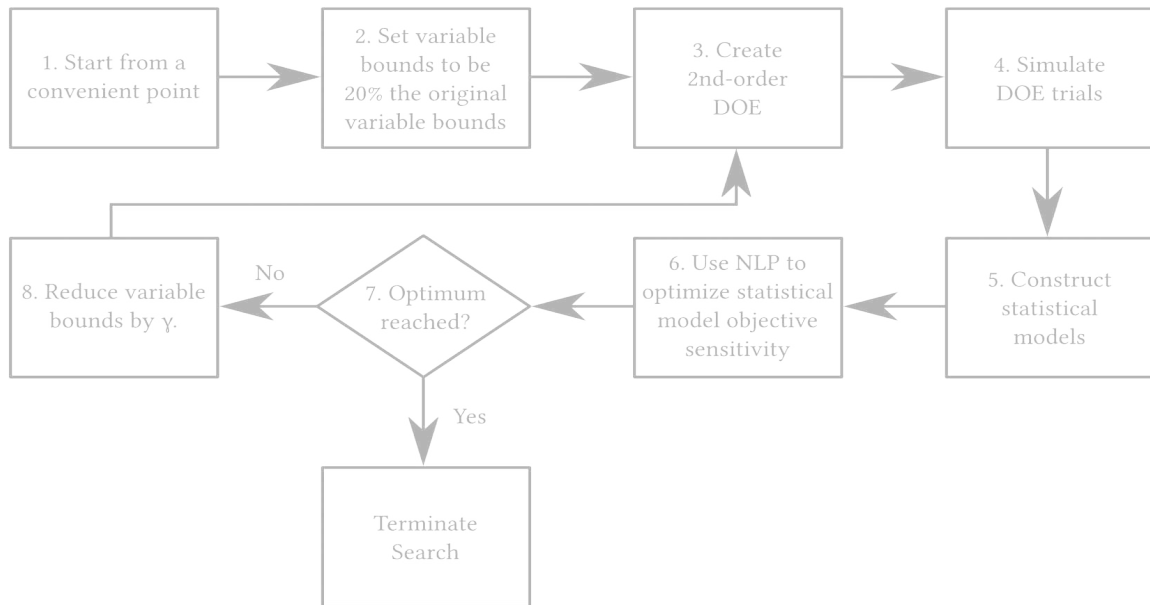 1. Start from a
convenient point
2. Set variable
bounds to be
20% the original
variable bounds
3. Create
2nd-order
DOE
4. Simulate
DOE trials
5. Construct
statistical
models
6. Use NLP to
optimize statistical
model objective
sensitivity
7. Optimum
reached?
No
8. Reduce variable
bounds by γ.
Yes
Terminate
Search